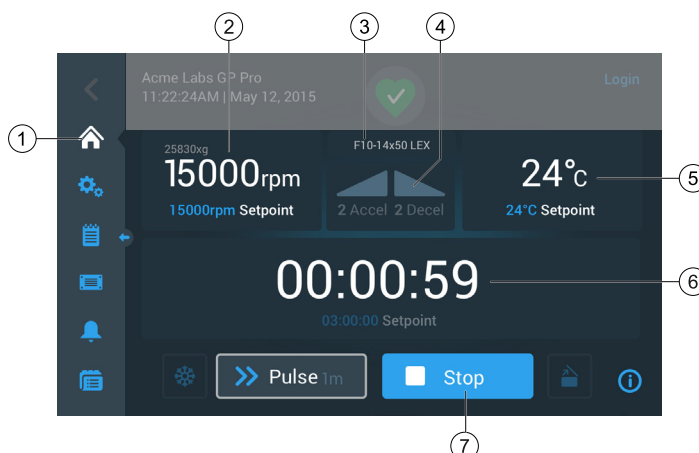 2
3
4
Acme Labs GP Pro
Login
11:22:24AM | May 12, 2015
1
F10-14x50 LEX
25830xg
15000rpm
24°C
5
15000rpm Setpoint
2 Accel 2 Decel
24°C Setpoint
00:00:59
6
03:00:00 Setpoint
Pulse 1m
Stop
7